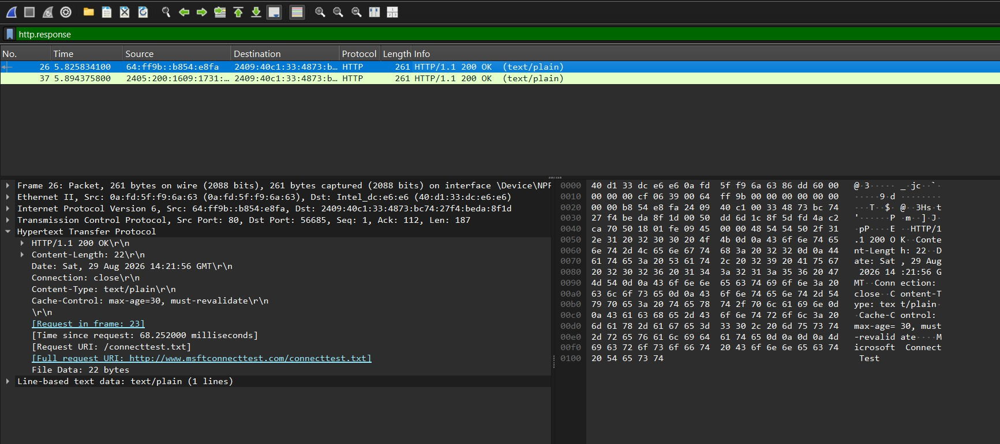 http.response
No. Time Source Destination Protocol Length Info
26 5.825834100 64:ff9b::b854:e8fa 2409:40c1:33:4873:b… HTTP 261 HTTP/1.1 200 OK (text/plain)
37 5.894375800 2405:200:1609:1731:… 2409:40c1:33:4873:b… HTTP 261 HTTP/1.1 200 OK (text/plain)
Frame 26: Packet, 261 bytes on wire (2088 bits), 261 bytes captured (2088 bits) on interface \Device\NPF
Ethernet II, Src: 0a:fd:5f:f9:6a:63 (0a:fd:5f:f9:6a:63), Dst: Intel_dc:e6:e6 (40:d1:33:dc:e6:e6)
Internet Protocol Version 6, Src: 64:ff9b::b854:e8fa, Dst: 2409:40c1:33:4873:bc74:27f4:beda:8f1d
Transmission Control Protocol, Src Port: 80, Dst Port: 56685, Seq: 1, Ack: 112, Len: 187
Hypertext Transfer Protocol
HTTP/1.1 200 OK\r\n
Content-Length: 22\r\n
Date: Sat, 29 Aug 2026 14:21:56 GMT\r\n
Connection: close\r\n
Content-Type: text/plain\r\n
Cache-Control: max-age=30, must-revalidate\r\n
\r\n
[Request in frame: 23]
[Time since request: 68.252000 milliseconds]
[Request URI: /connecttest.txt]
[Full request URI: http://www.msftconnecttest.com/connecttest.txt]
File Data: 22 bytes
Line-based text data: text/plain (1 lines)
0000 40 d1 33 dc e6 e6 0a fd 5f f9 6a 63 86 dd 60 00 @·3·····_·jc··`·
0010 00 00 00 cf 06 39 00 64 ff 9b 00 00 00 00 00 00 ·····9·d········
0020 00 00 b8 54 e8 fa 24 09 40 c1 00 33 48 73 bc 74 ···T··$·@··3Hs·t
0030 27 f4 be da 8f 1d 00 50 dd 6d 1c 8f 5d fd 4a c2 '······P·m··]·J·
0040 ca 70 50 18 01 fe 09 45 00 00 48 54 54 50 2f 31 ·pP····E··HTTP/1
0050 2e 31 20 32 30 30 20 4f 4b 0d 0a 43 6f 6e 74 65 .1 200 OK··Conte
0060 6e 74 2d 4c 65 6e 67 74 68 3a 20 32 32 0d 0a 44 nt-Length: 22··D
0070 61 74 65 3a 20 53 61 74 2c 20 32 39 20 41 75 67 ate: Sat, 29 Aug
0080 20 32 30 32 36 20 31 34 3a 32 31 3a 35 36 20 47 2026 14:21:56 G
0090 4d 54 0d 0a 43 6f 6e 6e 65 63 74 69 6f 6e 3a 20 MT··Connection:
00a0 63 6c 6f 73 65 0d 0a 43 6f 6e 74 65 6e 74 2d 54 close··Content-T
00b0 79 70 65 3a 20 74 65 78 74 2f 70 6c 61 69 6e 0d ype: text/plain·
00c0 0a 43 61 63 68 65 2d 43 6f 6e 74 72 6f 6c 3a 20 ·Cache-Control:
00d0 6d 61 78 2d 61 67 65 3d 33 30 2c 20 6d 75 73 74 max-age=30, must
00e0 2d 72 65 76 61 6c 69 64 61 74 65 0d 0a 0d 0a 4d -revalidate····M
00f0 69 63 72 6f 73 6f 66 74 20 43 6f 6e 6e 65 63 74 icrosoft Connect
0100 20 54 65 73 74 Test